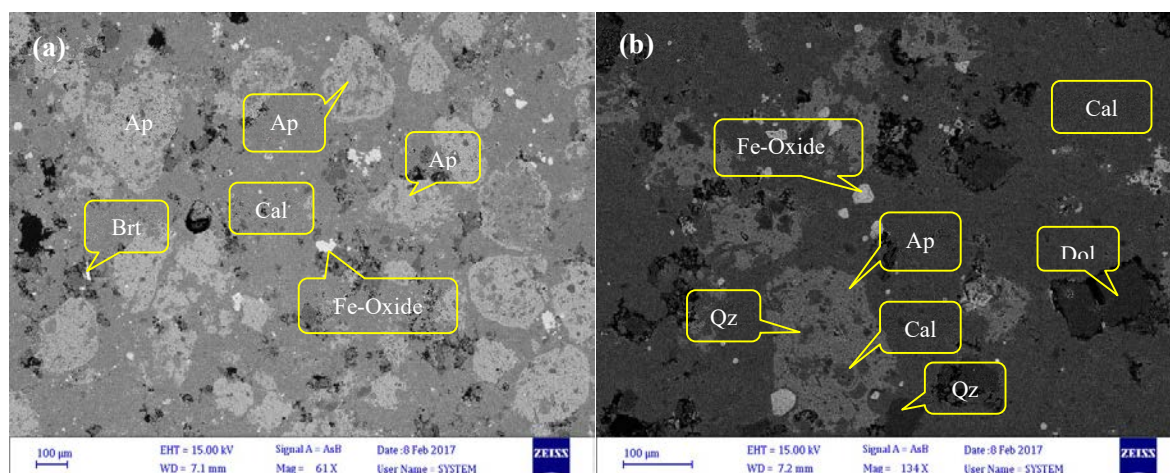 (a)
Ap
Ap
Ap
Cal
Brt
Fe-Oxide
100 µm
EHT = 15.00 kV
Signal A = AsB
Date :8 Feb 2017
ZEISS
WD = 7.1 mm
Mag = 61 X
User Name = SYSTEM
(b)
Cal
Fe-Oxide
Ap
Dol
Qz
Cal
Qz
100 µm
EHT = 15.00 kV
Signal A = AsB
Date :8 Feb 2017
ZEISS
WD = 7.2 mm
Mag = 134 X
User Name = SYSTEM